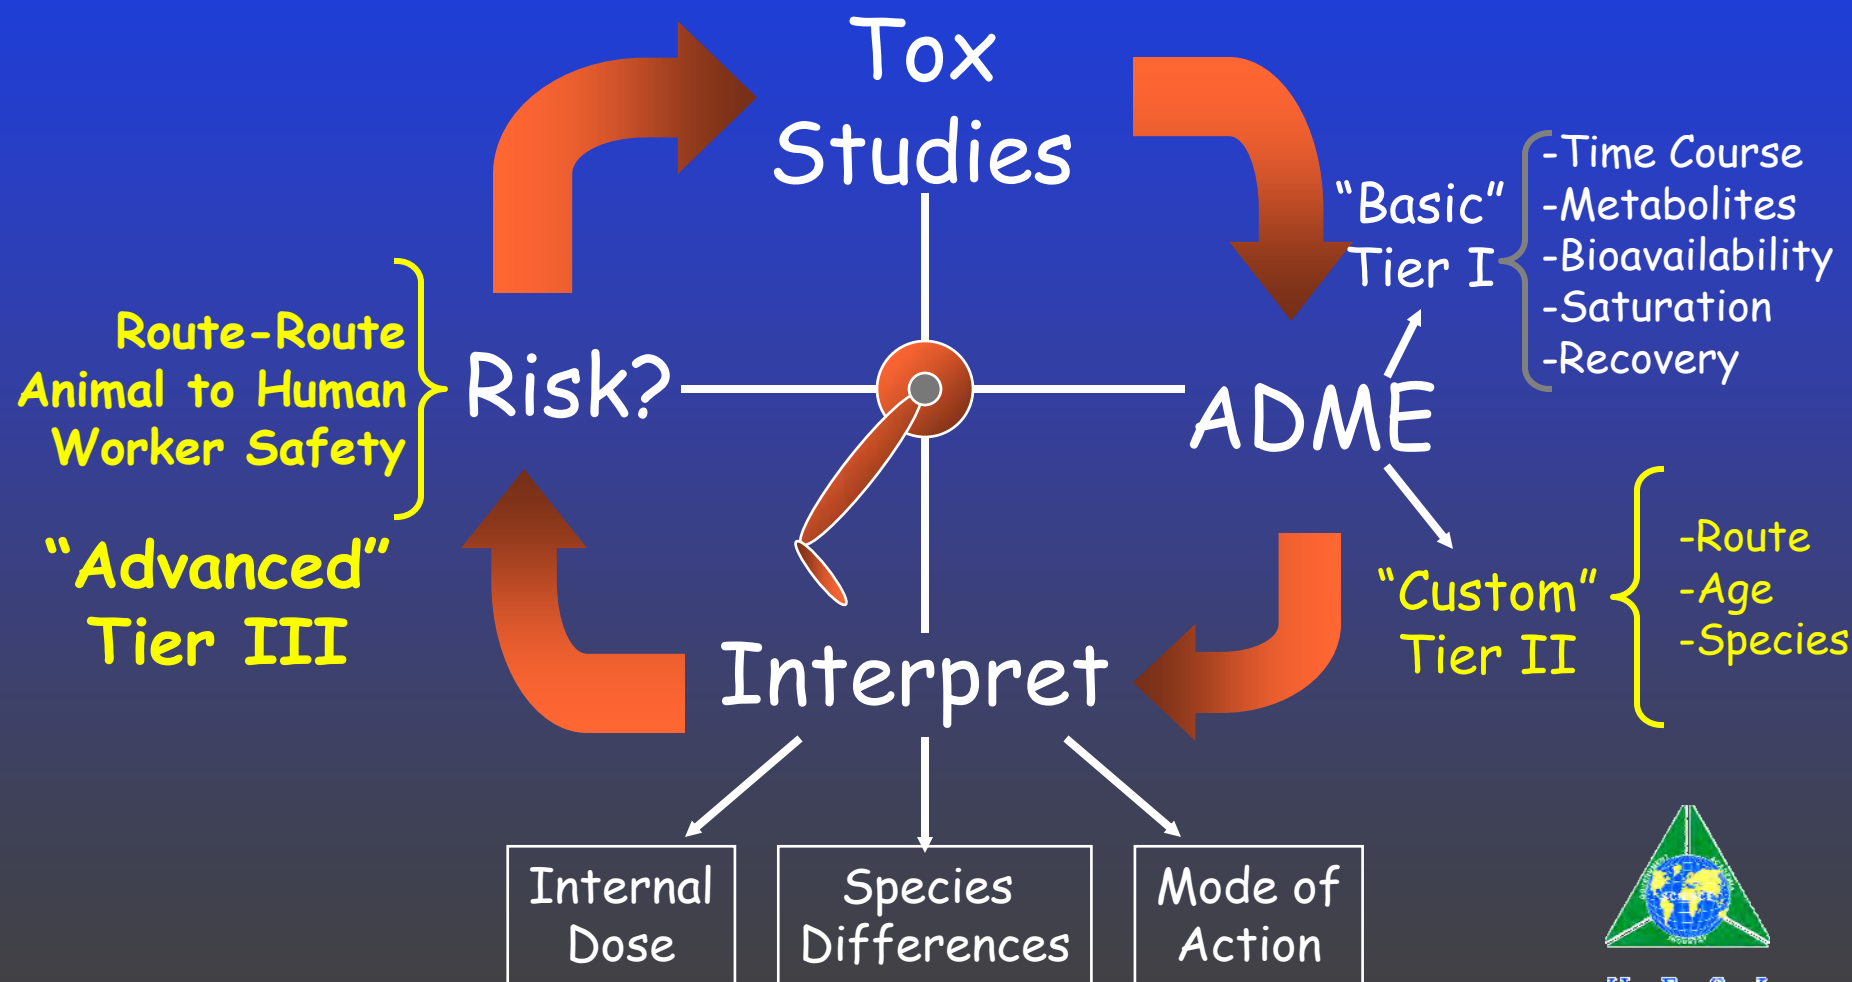 Tox
Studies
“Basic”
Tier I
-Time Course
-Metabolites
-Bioavailability
-Saturation
-Recovery
Route-Route
Animal to Human
Worker Safety
Risk?
ADME
“Advanced”
Tier III
“Custom”
Tier II
-Route
-Age
-Species
Interpret
Internal
Dose
Species
Differences
Mode of
Action